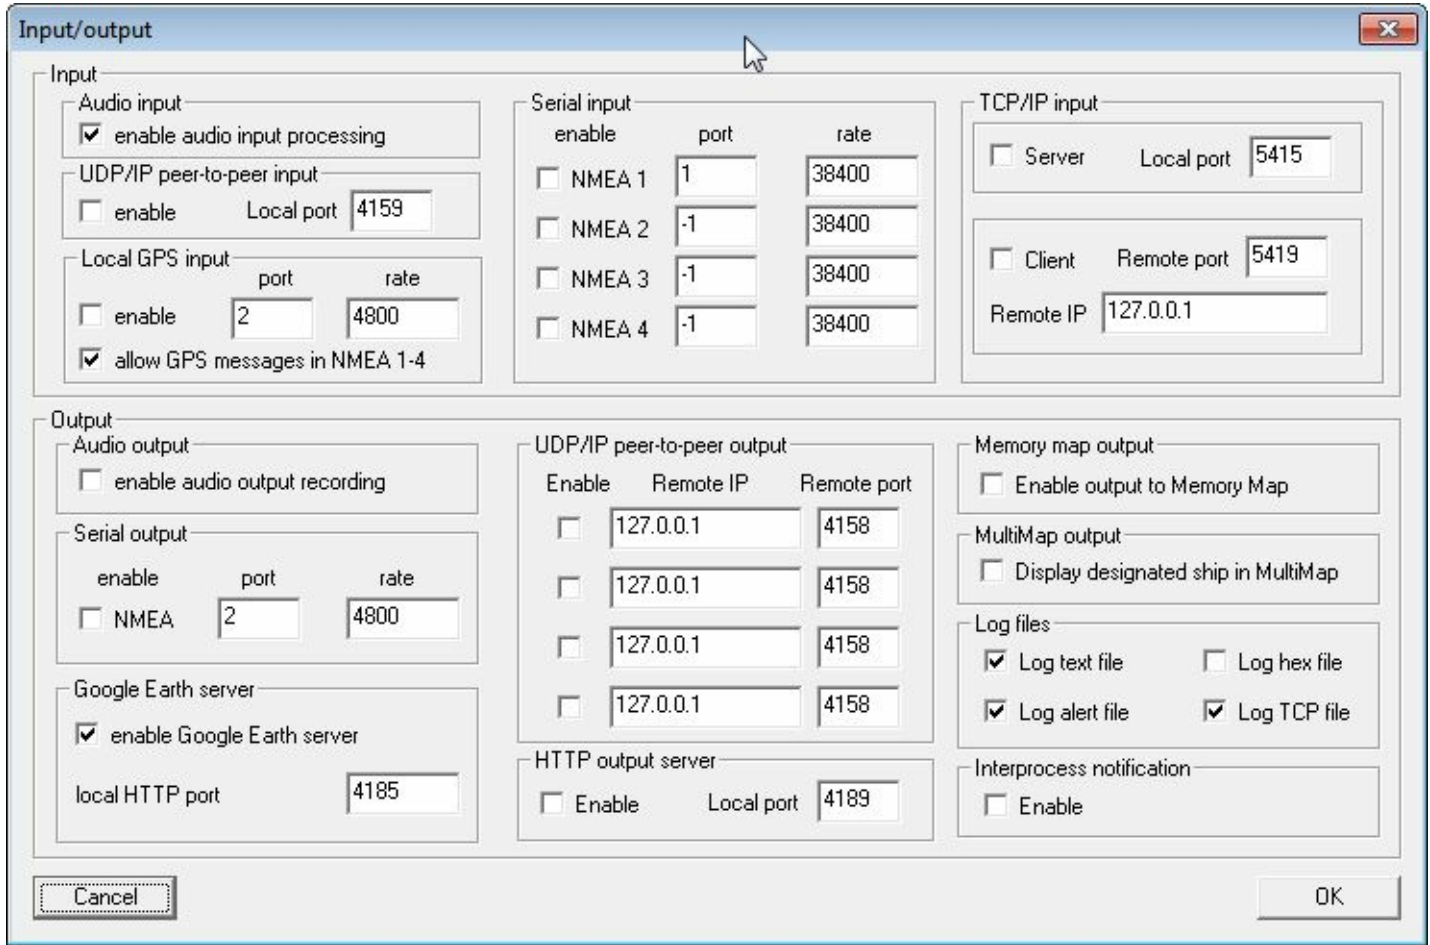 Input/output
Input
Audio input
enable audio input processing
UDP/IP peer-to-peer input
enable Local port 4159
Local GPS input
port rate
enable 2 4800
allow GPS messages in NMEA 1-4
Serial input
enable port rate
NMEA 1 1 38400
NMEA 2 -1 38400
NMEA 3 -1 38400
NMEA 4 -1 38400
TCP/IP input
Server Local port 5415
Client Remote port 5419
Remote IP 127.0.0.1
Output
Audio output
enable audio output recording
Serial output
enable port rate
NMEA 2 4800
Google Earth server
enable Google Earth server
local HTTP port 4185
UDP/IP peer-to-peer output
Enable Remote IP Remote port
127.0.0.1 4158
127.0.0.1 4158
127.0.0.1 4158
127.0.0.1 4158
HTTP output server
Enable Local port 4189
Memory map output
Enable output to Memory Map
MultiMap output
Display designated ship in MultiMap
Log files
Log text file Log hex file
Log alert file Log TCP file
Interprocess notification
Enable
Cancel OK